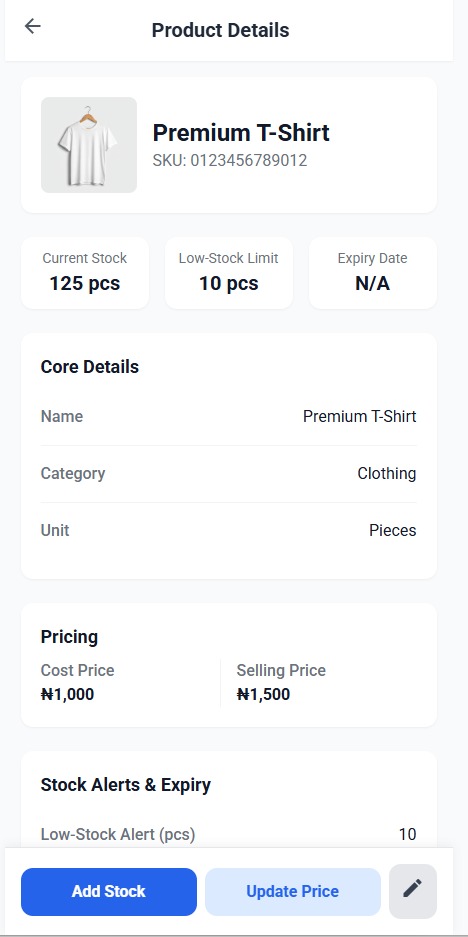 Product Details
Premium T-Shirt
SKU: 0123456789012
Current Stock
125 pcs
Low-Stock Limit
10 pcs
Expiry Date
N/A
Core Details
Name Premium T-Shirt
Category Clothing
Unit Pieces
Pricing
Cost Price
₦1,000
Selling Price
₦1,500
Stock Alerts & Expiry
Low-Stock Alert (pcs) 10
Add Stock
Update Price